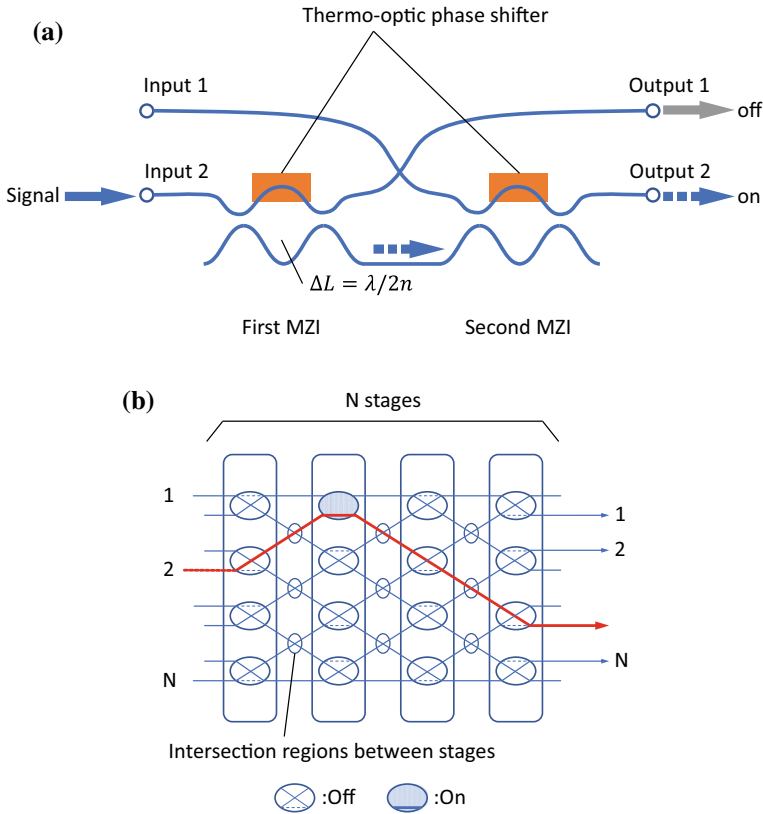 (a)
Thermo-optic phase shifter
Input 1
Output 1
off
Input 2
Output 2
Signal
on
ΔL = λ/2n
First MZI
Second MZI
(b)
N stages
1
1
2
2
N
N
Intersection regions between stages
:Off
:On